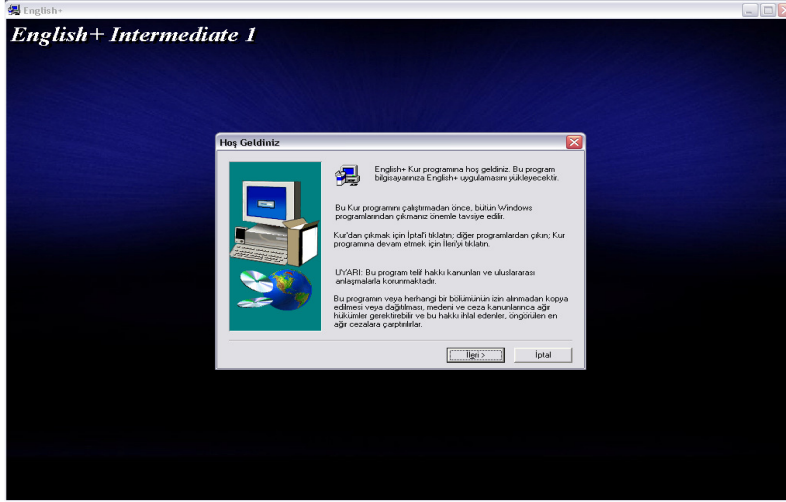 English+
English+ Intermediate 1
Hoş Geldiniz
English+ Kur programına hoş geldiniz. Bu program
bilgisayarınıza English+ uygulamasını yükleyecektir.
Bu Kur programını çalıştırmadan önce, bütün Windows
programlarından çıkmanız önemle tavsiye edilir.
Kur'dan çıkmak için İptal'i tıklatın; diğer programlardan çıkın; Kur
programına devam etmek için İleri'yi tıklatın.
UYARI: Bu program telif hakkı kanunları ve uluslararası
anlaşmalarla korunmaktadır.
Bu programın veya herhangi bir bölümünün izin alınmadan kopya
edilmesi veya dağıtılması, medeni ve ceza kanunlarınca ağır
hükümler gerektirebilir ve bu hakkı ihlal edenler, öngörülen en
ağır cezalara çarptırılırlar.
İleri >
İptal